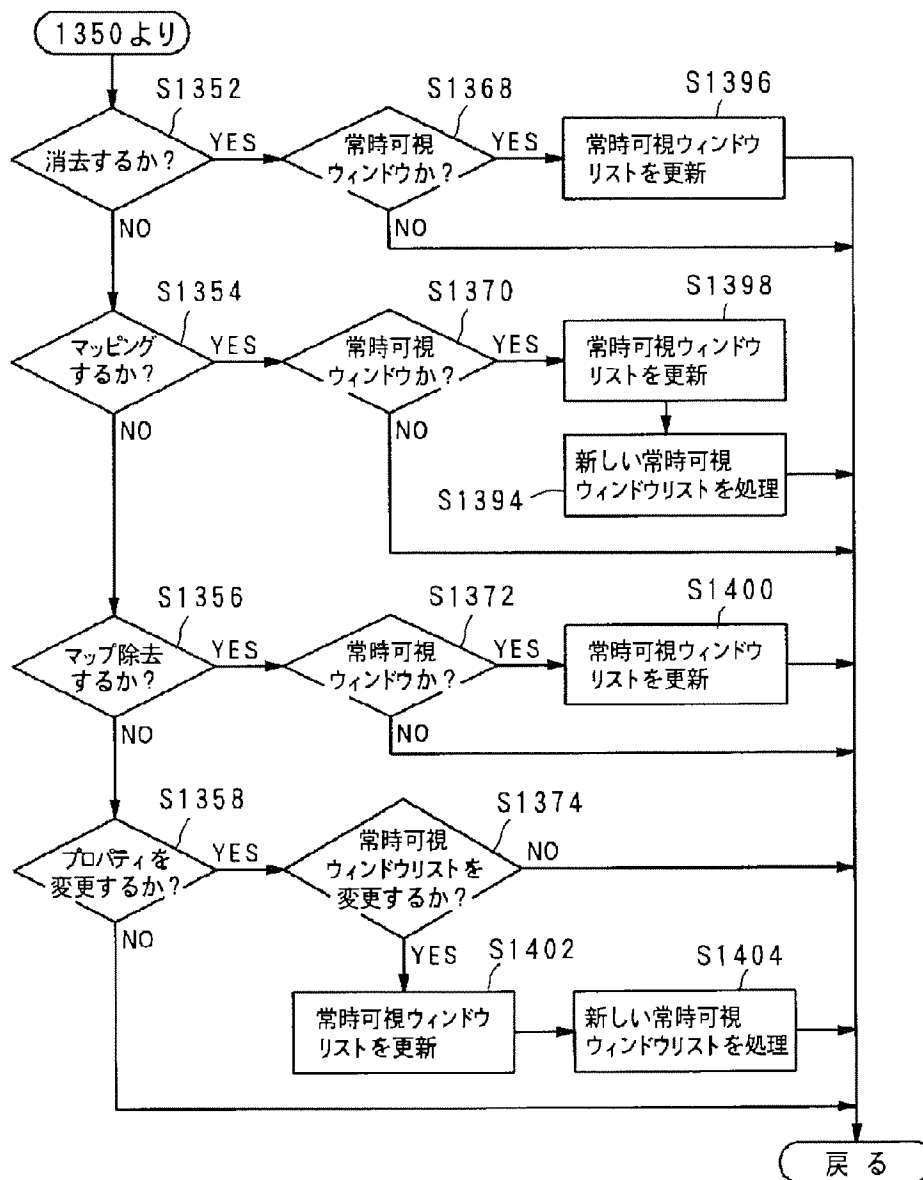 1350より
S1352
S1368
S1396
消去するか?
YES
常時可視
ウィンドウか?
YES
常時可視ウィンドウ
リストを更新
NO
NO
S1354
S1370
S1398
マッピング
するか?
YES
常時可視
ウィンドウか?
YES
常時可視ウィンドウ
リストを更新
NO
NO
新しい常時可視
ウィンドウリストを処理
S1394
S1356
S1372
S1400
マップ除去
するか?
YES
常時可視
ウィンドウか?
YES
常時可視ウィンドウ
リストを更新
NO
NO
S1358
S1374
プロパティを
変更するか?
YES
常時可視
ウィンドウリストを
変更するか?
NO
NO
YES
S1402
S1404
常時可視ウィンドウ
リストを更新
新しい常時可視
ウィンドウリストを処理
戻る